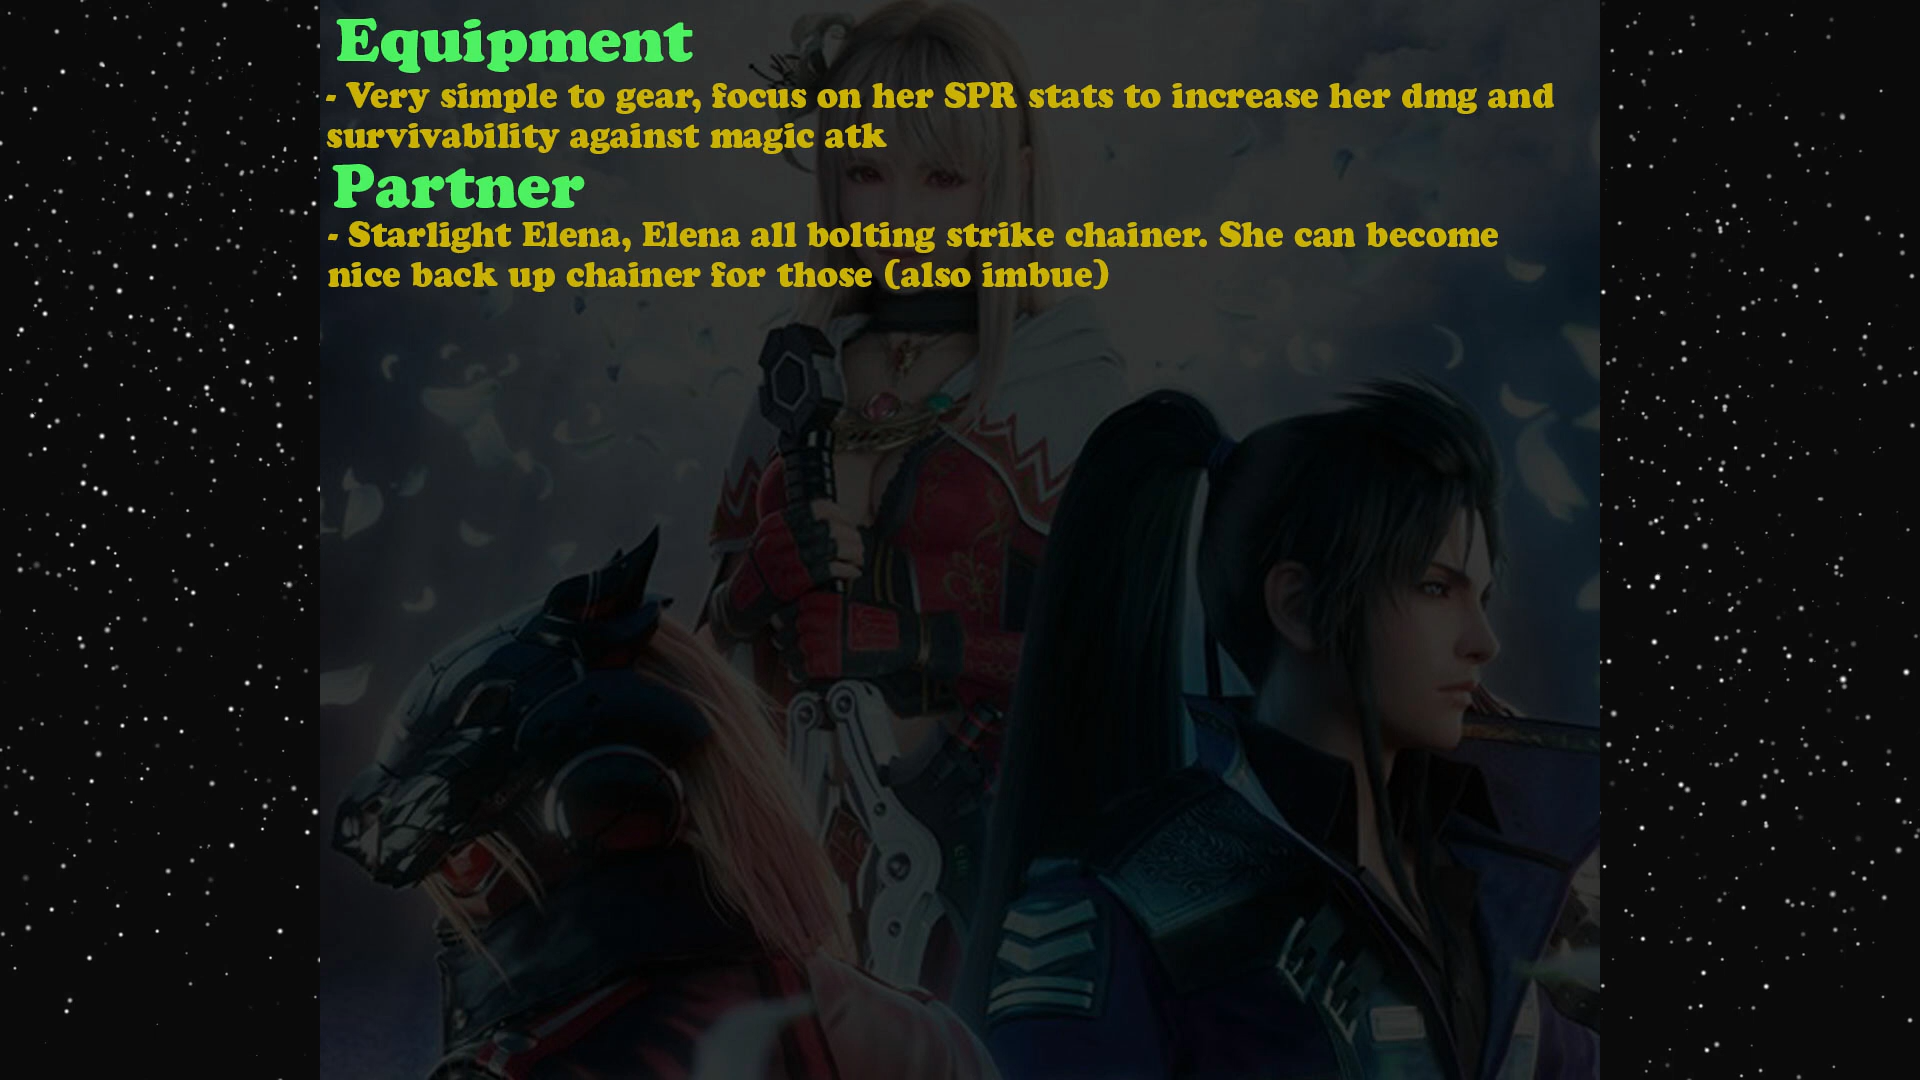 Equipment
- Very simple to gear, focus on her SPR stats to increase her dmg and
survivability against magic atk
Partner
- Starlight Elena, Elena all bolting strike chainer. She can become
nice back up chainer for those (also imbue)